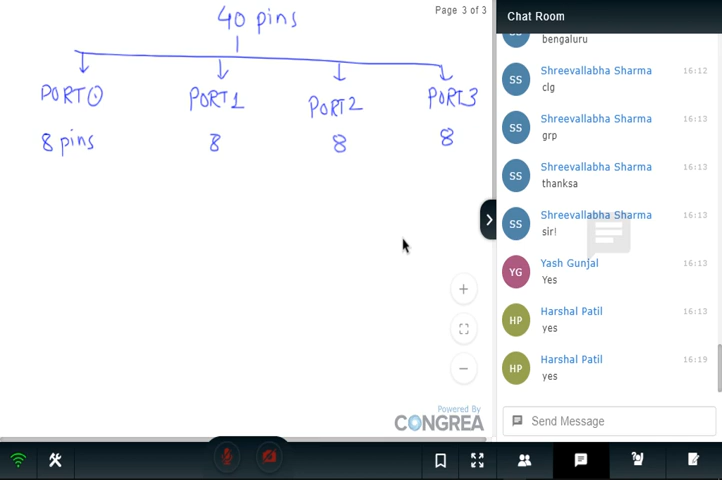 Page 3 of 3
40 pins
PORT0 PORT1 PORT2 PORT3
8 pins 8 8 8
Powered By
CONGREA
Chat Room
bengaluru
SS Shreevallabha Sharma 16:12
clg
SS Shreevallabha Sharma 16:13
grp
SS Shreevallabha Sharma 16:13
thanksa
SS Shreevallabha Sharma 16:13
sir!
YG Yash Gunjal 16:13
Yes
HP Harshal Patil 16:13
yes
HP Harshal Patil 16:19
yes
Send Message